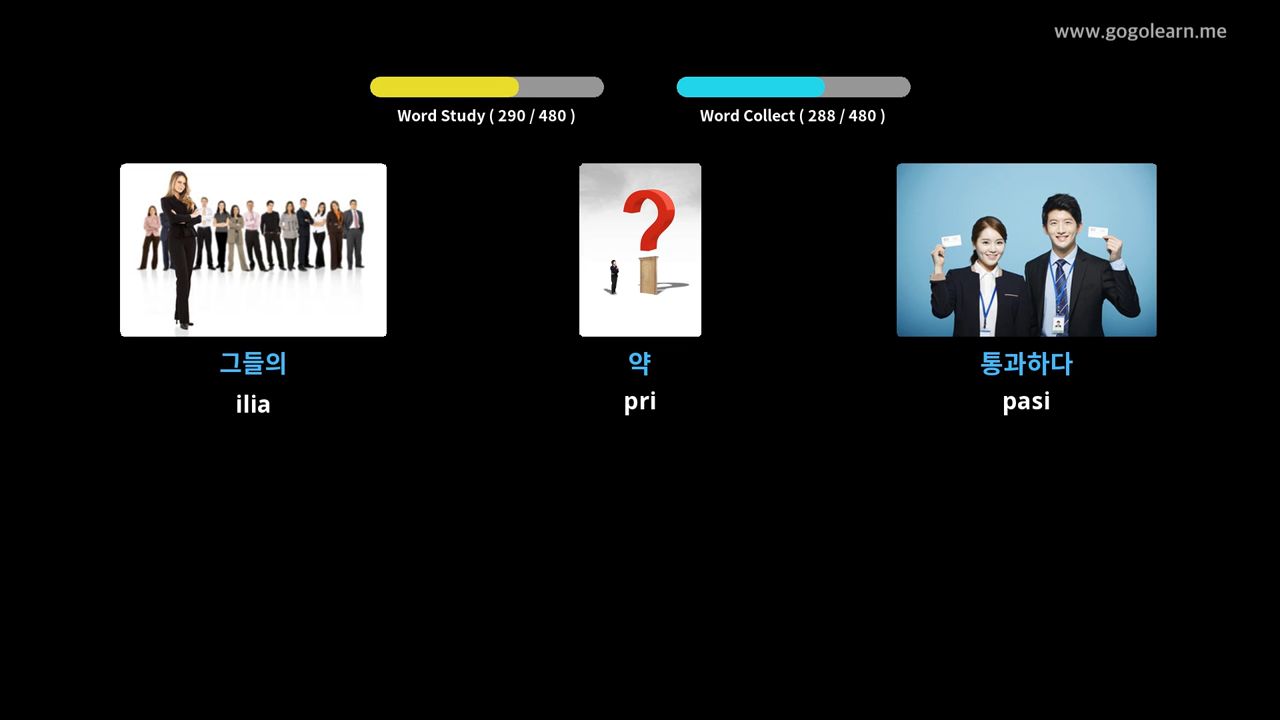 www.gogolearn.me
Word Study ( 290 / 480 )
Word Collect ( 288 / 480 )
그들의
약
통과하다
ilia
pri
pasi